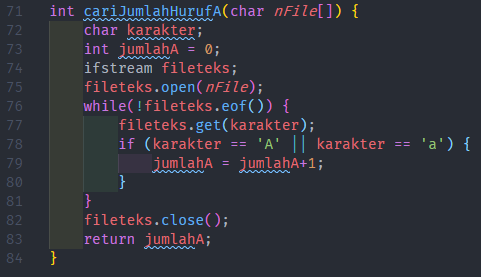 71 int cariJumlahHurufA(char nFile[]) {
72     char karakter;
73     int jumlahA = 0;
74     ifstream fileteks;
75     fileteks.open(nFile);
76     while(!fileteks.eof()) {
77         fileteks.get(karakter);
78         if (karakter == 'A' || karakter == 'a') {
79             jumlahA = jumlahA+1;
80         }
81     }
82     fileteks.close();
83     return jumlahA;
84 }